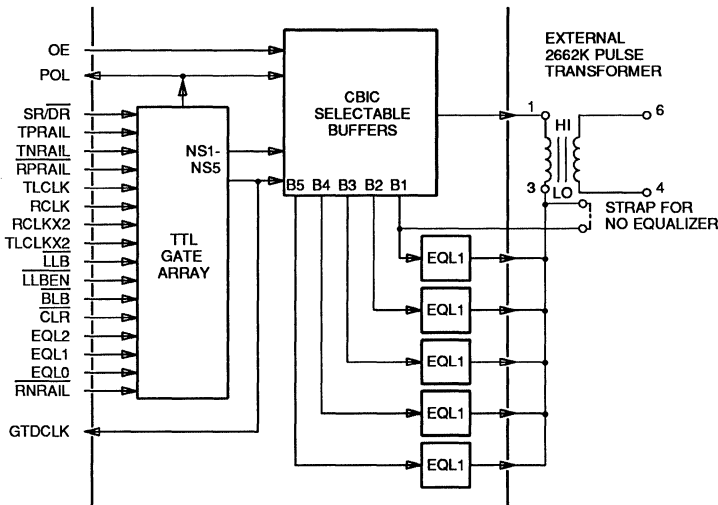 OE
POL
SR/DR
TPRAIL
TNRAIL
RPRAIL
TLCLK
RCLK
RCLKX2
TLCLKX2
LLB
LLBEN
BLB
CLR
EQL2
EQL1
EQL0
RNRAIL
GTDCLK
TTL
GATE
ARRAY
NS1-
NS5
CBIC
SELECTABLE
BUFFERS
B5 B4 B3 B2 B1
EQL1
EQL1
EQL1
EQL1
EQL1
EXTERNAL
2662K PULSE
TRANSFORMER
1
HI
6
3
LO
4
STRAP FOR
NO EQUALIZER